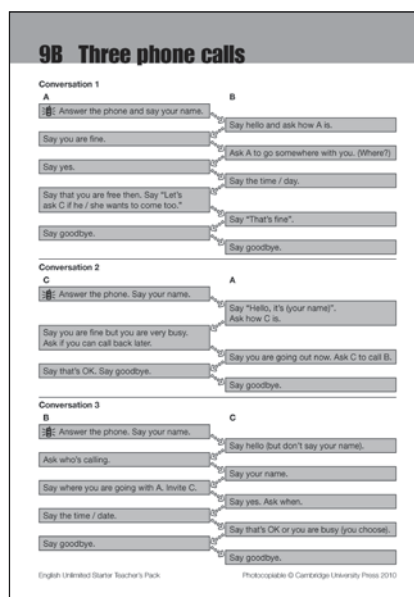 9B Three phone calls
Conversation 1
A
B
Answer the phone and say your name.
Say hello and ask how A is.
Say you are fine.
Ask A to go somewhere with you. (Where?)
Say yes.
Say the time / day.
Say that you are free then. Say “Let’s
ask C if he / she wants to come too.”
Say “That’s fine”.
Say goodbye.
Say goodbye.
Conversation 2
C
A
Answer the phone. Say your name.
Say “Hello, it’s (your name)”.
Ask how C is.
Say you are fine but you are very busy.
Ask if you can call back later.
Say you are going out now. Ask C to call B.
Say that’s OK. Say goodbye.
Say goodbye.
Conversation 3
B
C
Answer the phone. Say your name.
Say hello (but don’t say your name).
Ask who’s calling.
Say your name.
Say where you are going with A. Invite C.
Say yes. Ask when.
Say the time / date.
Say that’s OK or you are busy (you choose).
Say goodbye.
Say goodbye.
English Unlimited Starter Teacher’s Pack
Photocopiable © Cambridge University Press 2010